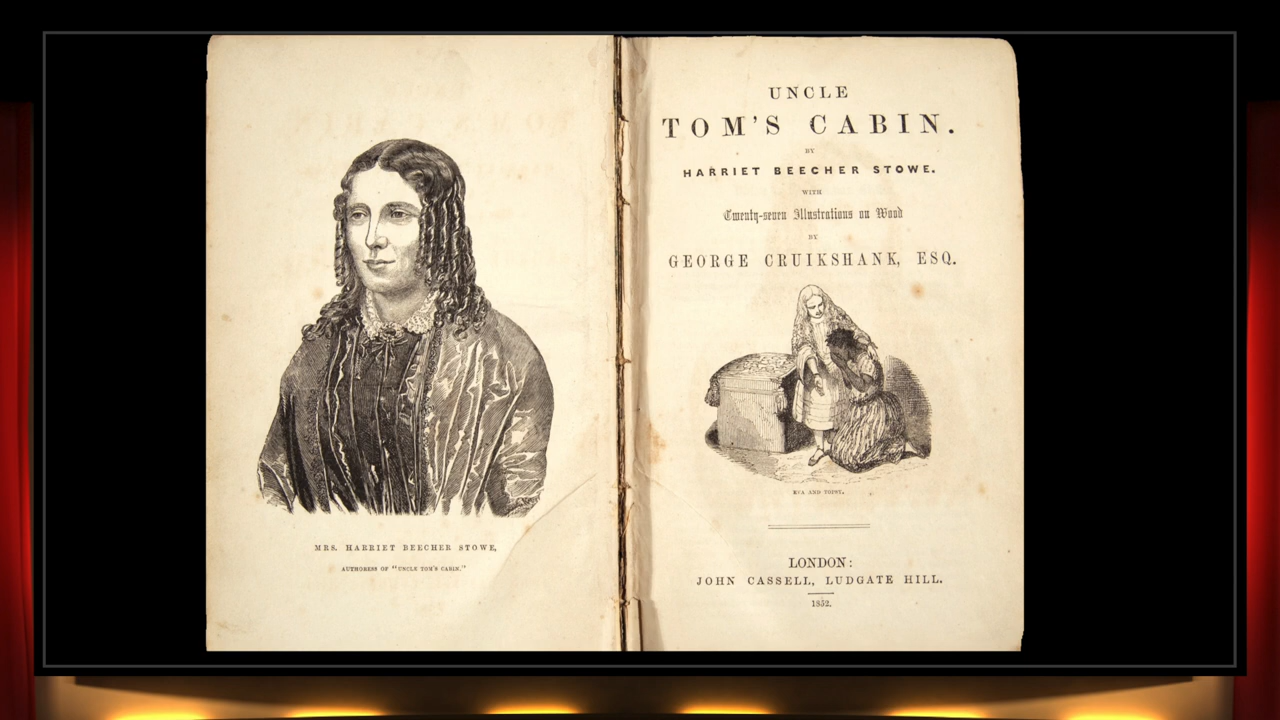 MRS. HARRIET BEECHER STOWE,
AUTHORESS OF "UNCLE TOM'S CABIN."
UNCLE
TOM'S CABIN.
BY
HARRIET BEECHER STOWE.
WITH
Twenty-seven Illustrations on Wood
BY
GEORGE CRUIKSHANK, ESQ.
EVA AND TOPSY.
LONDON:
JOHN CASSELL, LUDGATE HILL.
1852.